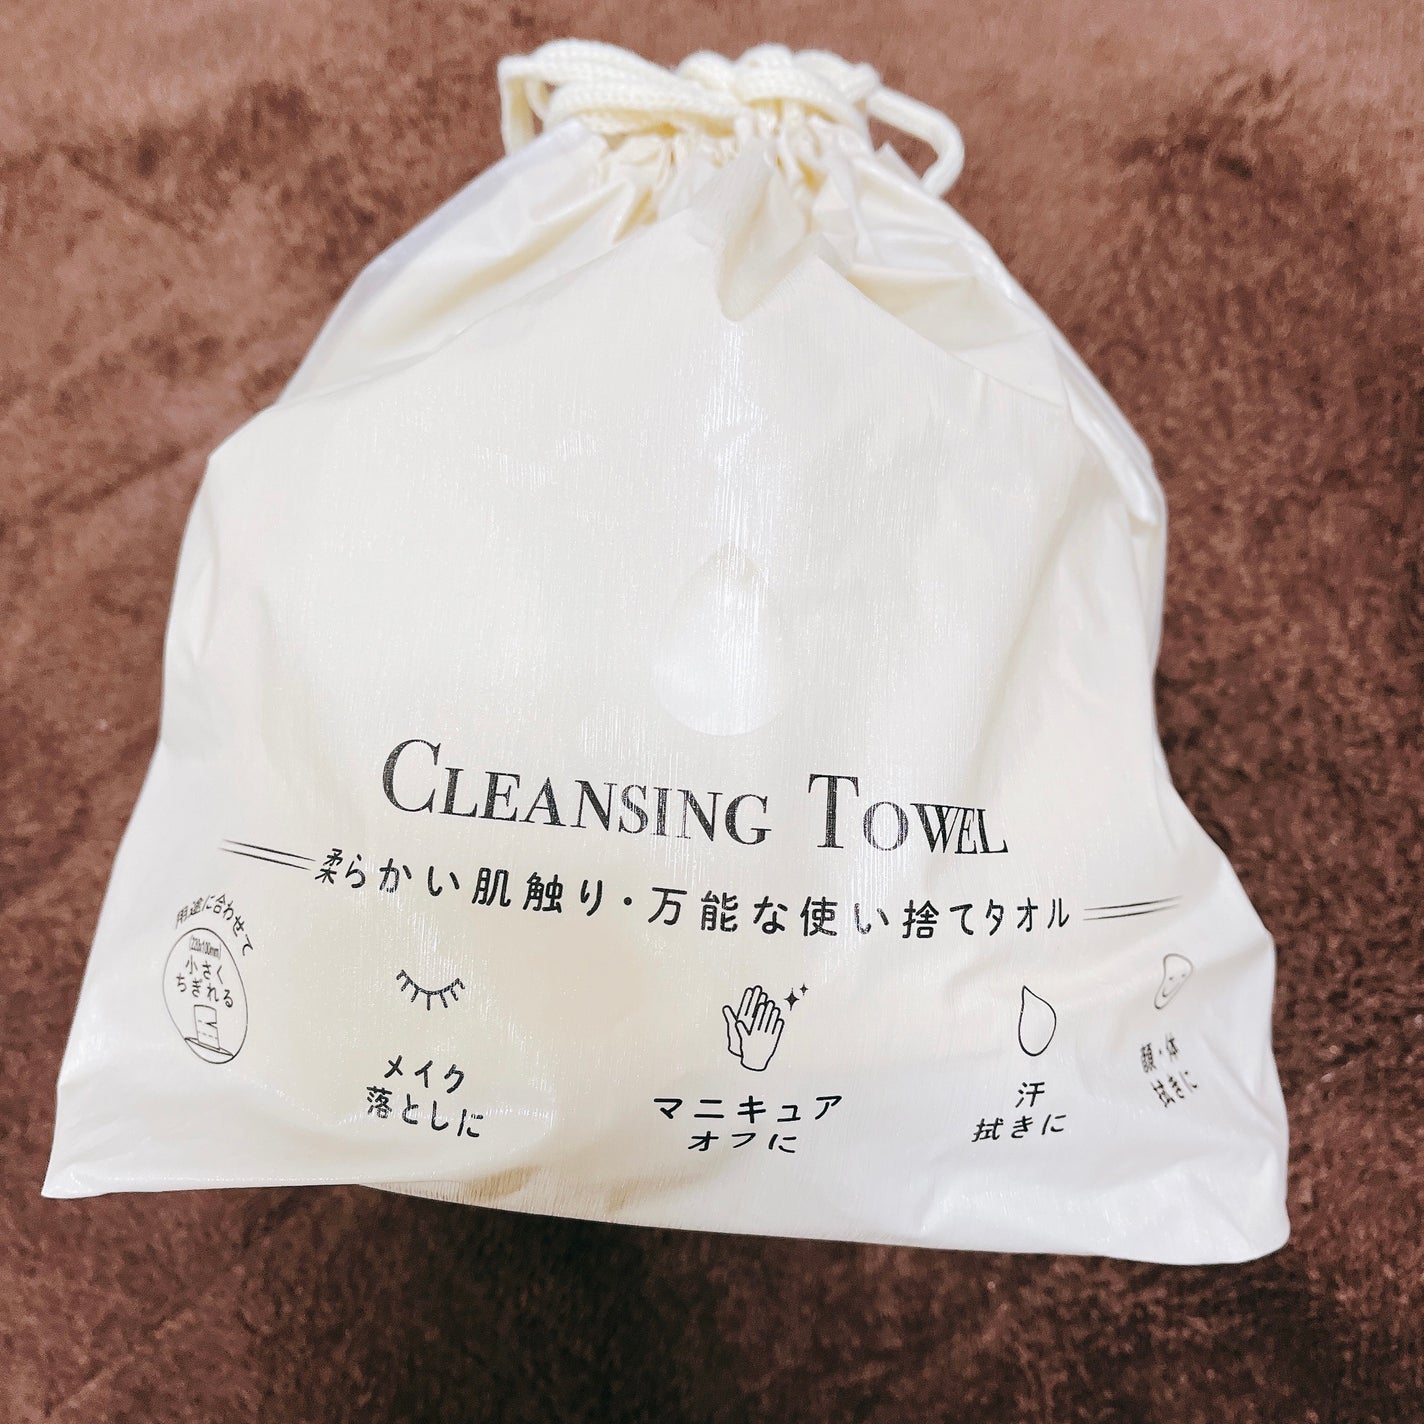 CLEANSING TOWEL
柔らかい肌触り・万能な使い捨てタオル
用途に合わせて
小さく
ちぎれる
メイク
落としに
マニキュア
オフに
汗
拭きに
顔・体
拭きに